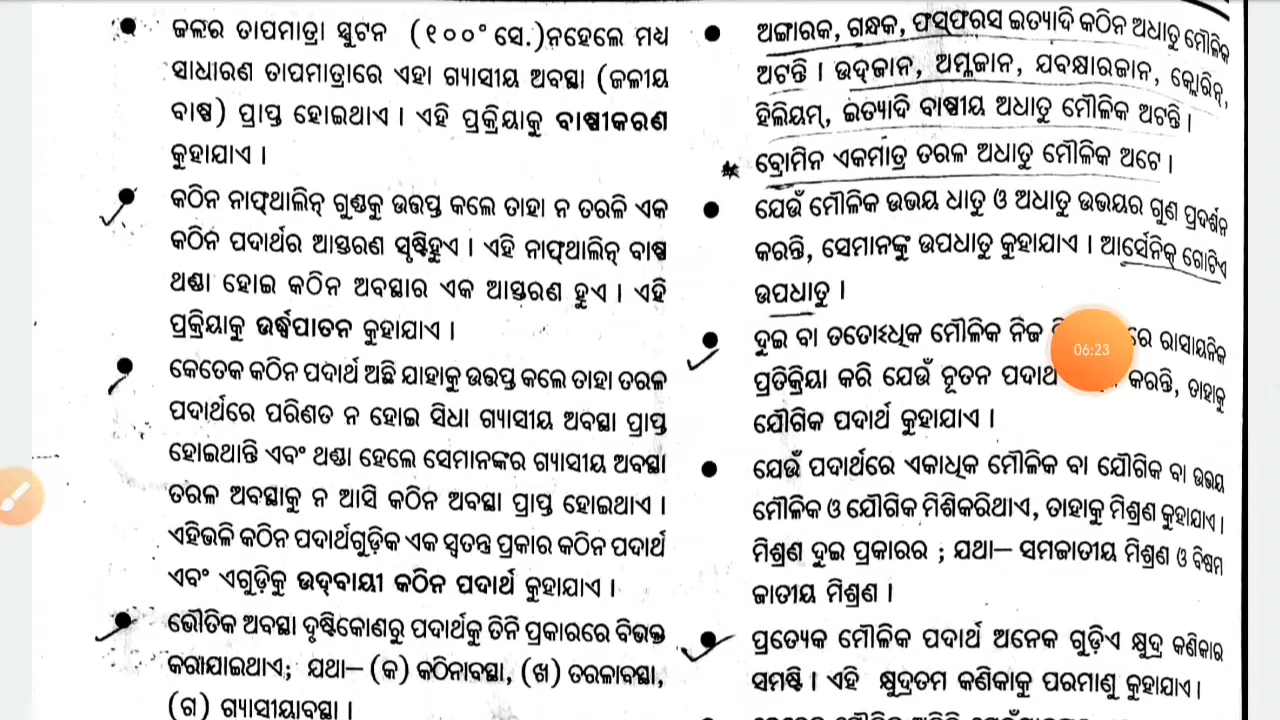 ଜଳର ତାପମାତ୍ରା ସ୍ଫୁଟନ (୧୦୦° ସେ.)ନହେଲେ ମଧ୍ୟ
ସାଧାରଣ ତାପମାତ୍ରାରେ ଏହା ଗ୍ୟାସୀୟ ଅବସ୍ଥା (ଜଳୀୟ
ବାଷ୍ପ) ପ୍ରାପ୍ତ ହୋଇଥାଏ । ଏହି ପ୍ରକ୍ରିୟାକୁ ବାଷ୍ପୀକରଣ
କୁହାଯାଏ ।
କଠିନ ନାଫ୍‌ଥାଲିନ୍ ଗୁଣ୍ଡକୁ ଉତ୍ତପ୍ତ କଲେ ତାହା ନ ତରଳି ଏକ
କଠିନ ପଦାର୍ଥର ଆସ୍ତରଣ ସୃଷ୍ଟିହୁଏ । ଏହି ନାଫ୍‌ଥାଲିନ୍ ବାଷ୍ପ
ଥଣ୍ଡା ହୋଇ କଠିନ ଅବସ୍ଥାର ଏକ ଆସ୍ତରଣ ହୁଏ । ଏହି
ପ୍ରକ୍ରିୟାକୁ ଉର୍ଦ୍ଧ୍ୱପାତନ କୁହାଯାଏ ।
କେତେକ କଠିନ ପଦାର୍ଥ ଅଛି ଯାହାକୁ ଉତ୍ତପ୍ତ କଲେ ତାହା ତରଳ
ପଦାର୍ଥରେ ପରିଣତ ନ ହୋଇ ସିଧା ଗ୍ୟାସୀୟ ଅବସ୍ଥା ପ୍ରାପ୍ତ
ହୋଇଥାନ୍ତି ଏବଂ ଥଣ୍ଡା ହେଲେ ସେମାନଙ୍କର ଗ୍ୟାସୀୟ ଅବସ୍ଥା
ତରଳ ଅବସ୍ଥାକୁ ନ ଆସି କଠିନ ଅବସ୍ଥା ପ୍ରାପ୍ତ ହୋଇଥାଏ ।
ଏହିଭଳି କଠିନ ପଦାର୍ଥଗୁଡ଼ିକ ଏକ ସ୍ୱତନ୍ତ୍ର ପ୍ରକାର କଠିନ ପଦାର୍ଥ
ଏବଂ ଏଗୁଡ଼ିକୁ ଉଦ୍‌ବାୟୀ କଠିନ ପଦାର୍ଥ କୁହାଯାଏ ।
ଭୌତିକ ଅବସ୍ଥା ଦୃଷ୍ଟିକୋଣରୁ ପଦାର୍ଥକୁ ତିନି ପ୍ରକାରରେ ବିଭକ୍ତ
କରାଯାଇଥାଏ; ଯଥା— (କ) କଠିନାବସ୍ଥା, (ଖ) ତରଳାବସ୍ଥା,
(ଗ) ଗ୍ୟାସୀୟାବସ୍ଥା ।
ଅଙ୍ଗାରକ, ଗନ୍ଧକ, ଫସ୍‌ଫରସ ଇତ୍ୟାଦି କଠିନ ଅଧାତୁ ମୌଳିକ
ଅଟନ୍ତି । ଉଦ୍‌ଜାନ, ଅମ୍ଳଜାନ, ଯବକ୍ଷାରଜାନ, କ୍ଲୋରିନ୍,
ହିଲିୟମ୍, ଇତ୍ୟାଦି ବାଷ୍ପୀୟ ଅଧାତୁ ମୌଳିକ ଅଟନ୍ତି ।
ବ୍ରୋମିନ ଏକମାତ୍ର ତରଳ ଅଧାତୁ ମୌଳିକ ଅଟେ ।
ଯେଉଁ ମୌଳିକ ଉଭୟ ଧାତୁ ଓ ଅଧାତୁ ଉଭୟର ଗୁଣ ପ୍ରଦର୍ଶନ
କରନ୍ତି, ସେମାନଙ୍କୁ ଉପଧାତୁ କୁହାଯାଏ । ଆର୍ସେନିକ୍ ଗୋଟିଏ
ଉପଧାତୁ ।
ଦୁଇ ବା ତତୋଽଧିକ ମୌଳିକ ନିଜ ରେ ରାସାୟନିକ
ପ୍ରତିକ୍ରିୟା କରି ଯେଉଁ ନୂତନ ପଦାର୍ଥ କରନ୍ତି, ତାହାକୁ
ଯୌଗିକ ପଦାର୍ଥ କୁହାଯାଏ ।
06:23
ଯେଉଁ ପଦାର୍ଥରେ ଏକାଧିକ ମୌଳିକ ବା ଯୌଗିକ ବା ଉଭୟ
ମୌଳିକ ଓ ଯୌଗିକ ମିଶିକରିଥାଏ, ତାହାକୁ ମିଶ୍ରଣ କୁହାଯାଏ ।
ମିଶ୍ରଣ ଦୁଇ ପ୍ରକାରର ; ଯଥା— ସମଜାତୀୟ ମିଶ୍ରଣ ଓ ବିଷମ
ଜାତୀୟ ମିଶ୍ରଣ ।
ପ୍ରତ୍ୟେକ ମୌଳିକ ପଦାର୍ଥ ଅନେକ ଗୁଡ଼ିଏ କ୍ଷୁଦ୍ର କଣିକାର
ସମଷ୍ଟି । ଏହି କ୍ଷୁଦ୍ରତମ କଣିକାକୁ ପରମାଣୁ କୁହାଯାଏ ।